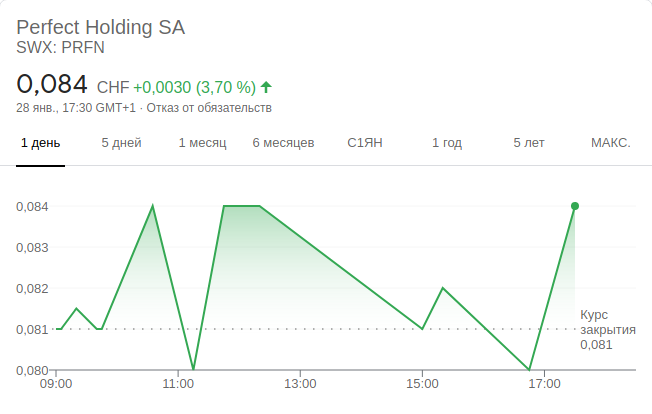 Perfect Holding SA
SWX: PRFN
0,084 CHF +0,0030 (3,70 %)
28 янв., 17:30 GMT+1 · Отказ от обязательств
1 день 5 дней 1 месяц 6 месяцев С1ЯН 1 год 5 лет МАКС.
0,084
0,083
0,082
0,081
0,080
Курс
закрытия
0,081
09:00 11:00 13:00 15:00 17:00